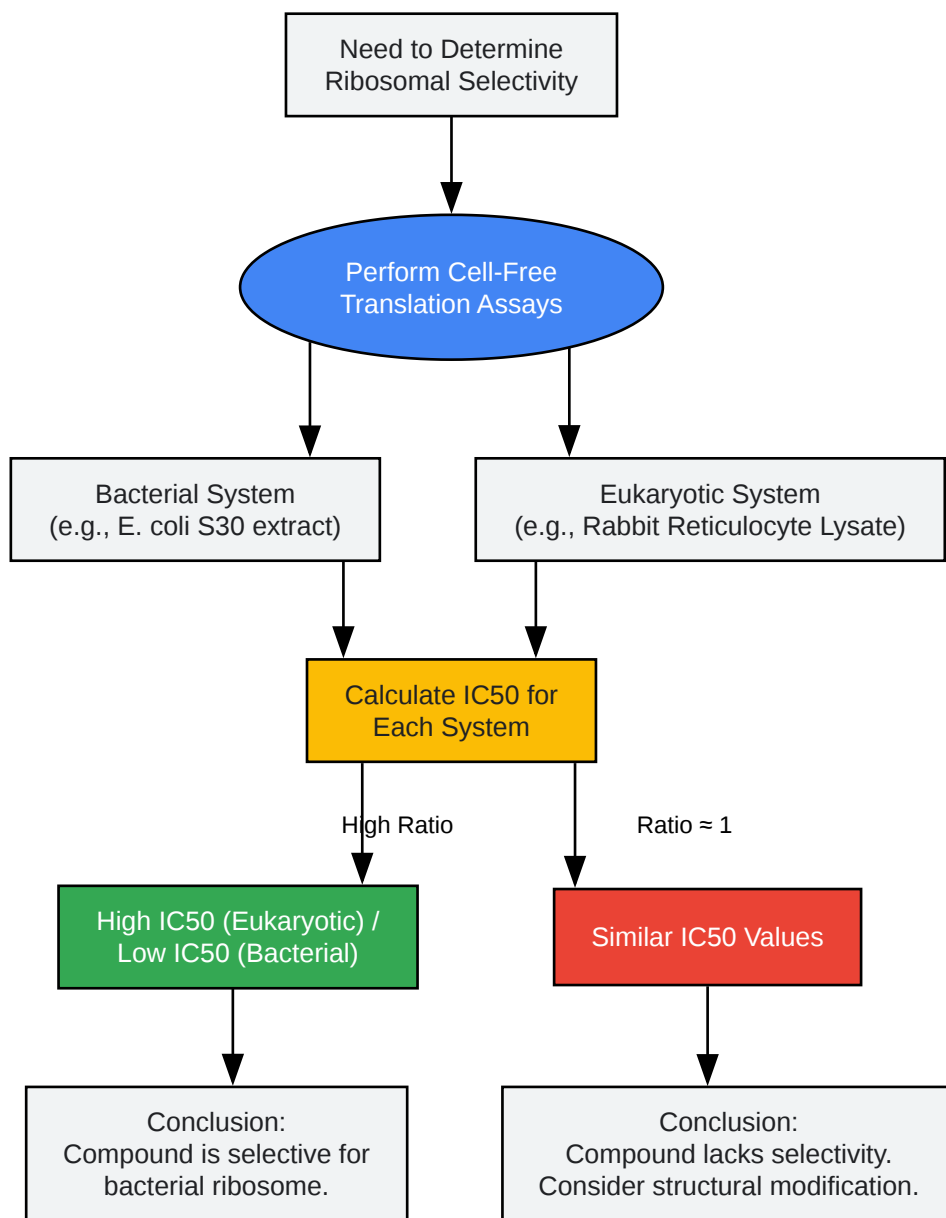 Need to Determine
Ribosomal Selectivity
Perform Cell-Free
Translation Assays
Bacterial System
(e.g., E. coli S30 extract)
Eukaryotic System
(e.g., Rabbit Reticulocyte Lysate)
Calculate IC50 for
Each System
High Ratio
Ratio ≈ 1
High IC50 (Eukaryotic) /
Low IC50 (Bacterial)
Similar IC50 Values
Conclusion:
Compound is selective for
bacterial ribosome.
Conclusion:
Compound lacks selectivity.
Consider structural modification.